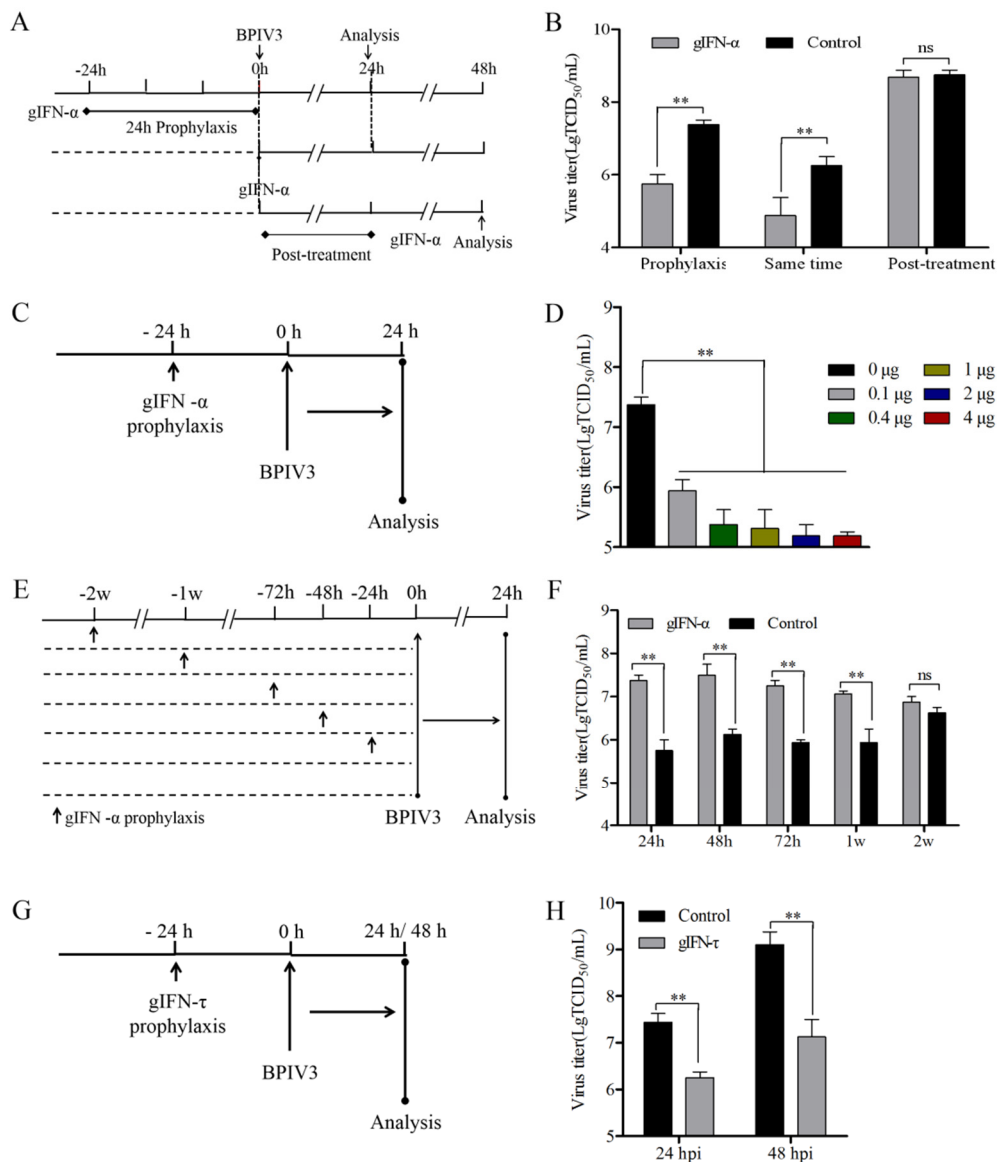 A
BPIV3
Analysis
-24h
0h
24h
48h
gIFN-α
24h Prophylaxis
gIFN-α
gIFN-α
Post-treatment
Analysis
B
gIFN-α
Control
Virus titer(LgTCID50/mL)
10
8
6
4
**
**
ns
Prophylaxis
Same time
Post-treatment
C
- 24 h
0 h
24 h
gIFN -α
prophylaxis
BPIV3
Analysis
D
Virus titer(LgTCID50/mL)
9
8
7
6
5
**
0 μg
1 μg
0.1 μg
2 μg
0.4 μg
4 μg
E
-2w
-1w
-72h
-48h
-24h
0h
24h
gIFN -α prophylaxis
BPIV3
Analysis
F
gIFN-α
Control
Virus titer(LgTCID50/mL)
9
8
7
6
5
4
**
**
**
**
ns
24h
48h
72h
1w
2w
G
- 24 h
0 h
24 h/ 48 h
gIFN-τ
prophylaxis
BPIV3
Analysis
H
Control
gIFN-τ
Virus titer(LgTCID50/mL)
10
9
8
7
6
5
**
**
24 hpi
48 hpi